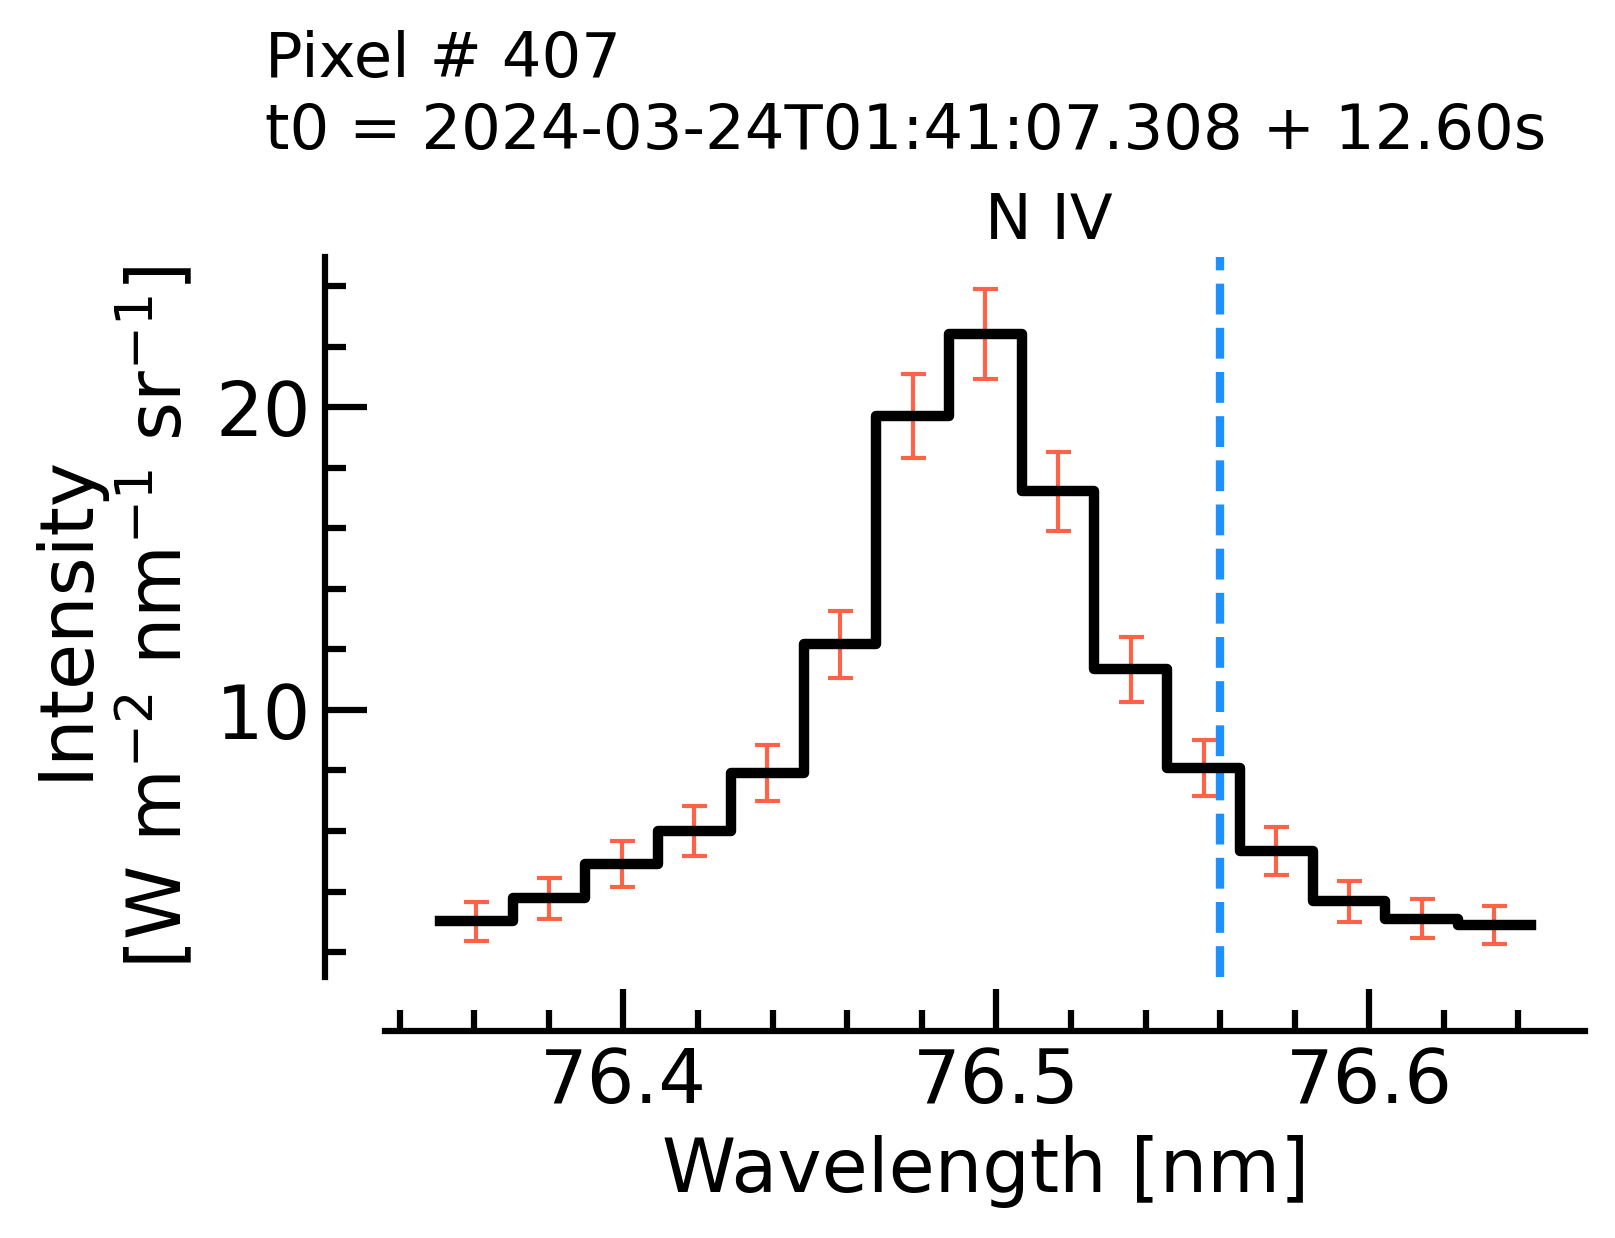 Pixel # 407
t0 = 2024-03-24T01:41:07.308 + 12.60s
N IV
Intensity
[W m⁻² nm⁻¹ sr⁻¹]
20
10
76.4 76.5 76.6
Wavelength [nm]